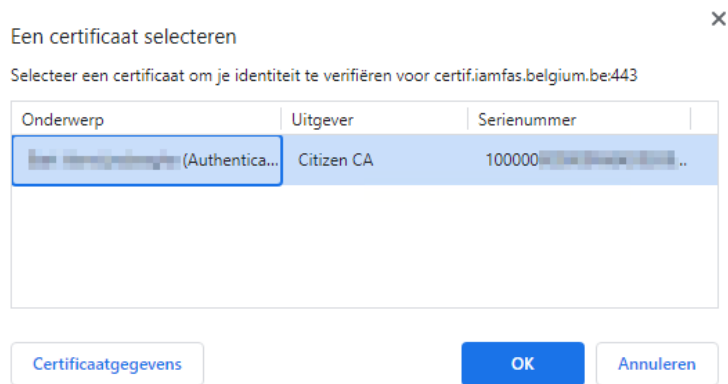 Een certificaat selecteren
Selecteer een certificaat om je identiteit te verifiëren voor certif.iamfas.belgium.be:443
Onderwerp Uitgever Serienummer
(Authentica... Citizen CA 100000 ..
Certificaatgegevens OK Annuleren